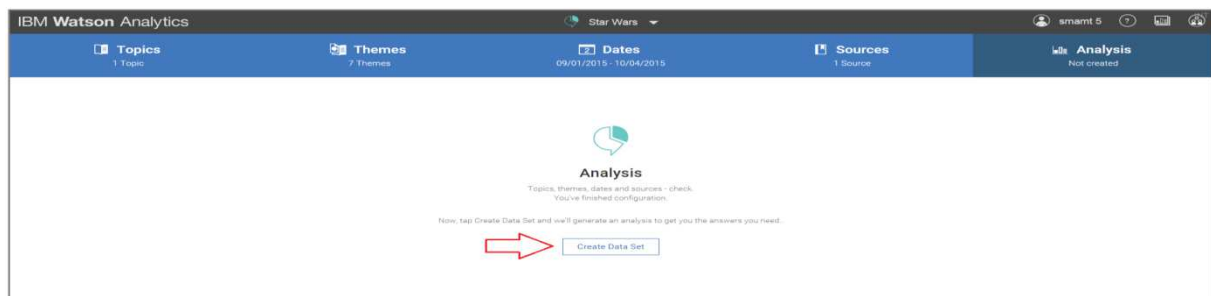 IBM Watson Analytics
Star Wars
smamt 5
?
Topics
1 Topic
Themes
7 Themes
Dates
09/01/2015 - 10/04/2015
Sources
1 Source
Analysis
Not created
Analysis
Topics, themes, dates and sources - check.
You've finished configuration.
Now, tap Create Data Set and we'll generate an analysis to get you the answers you need.
Create Data Set